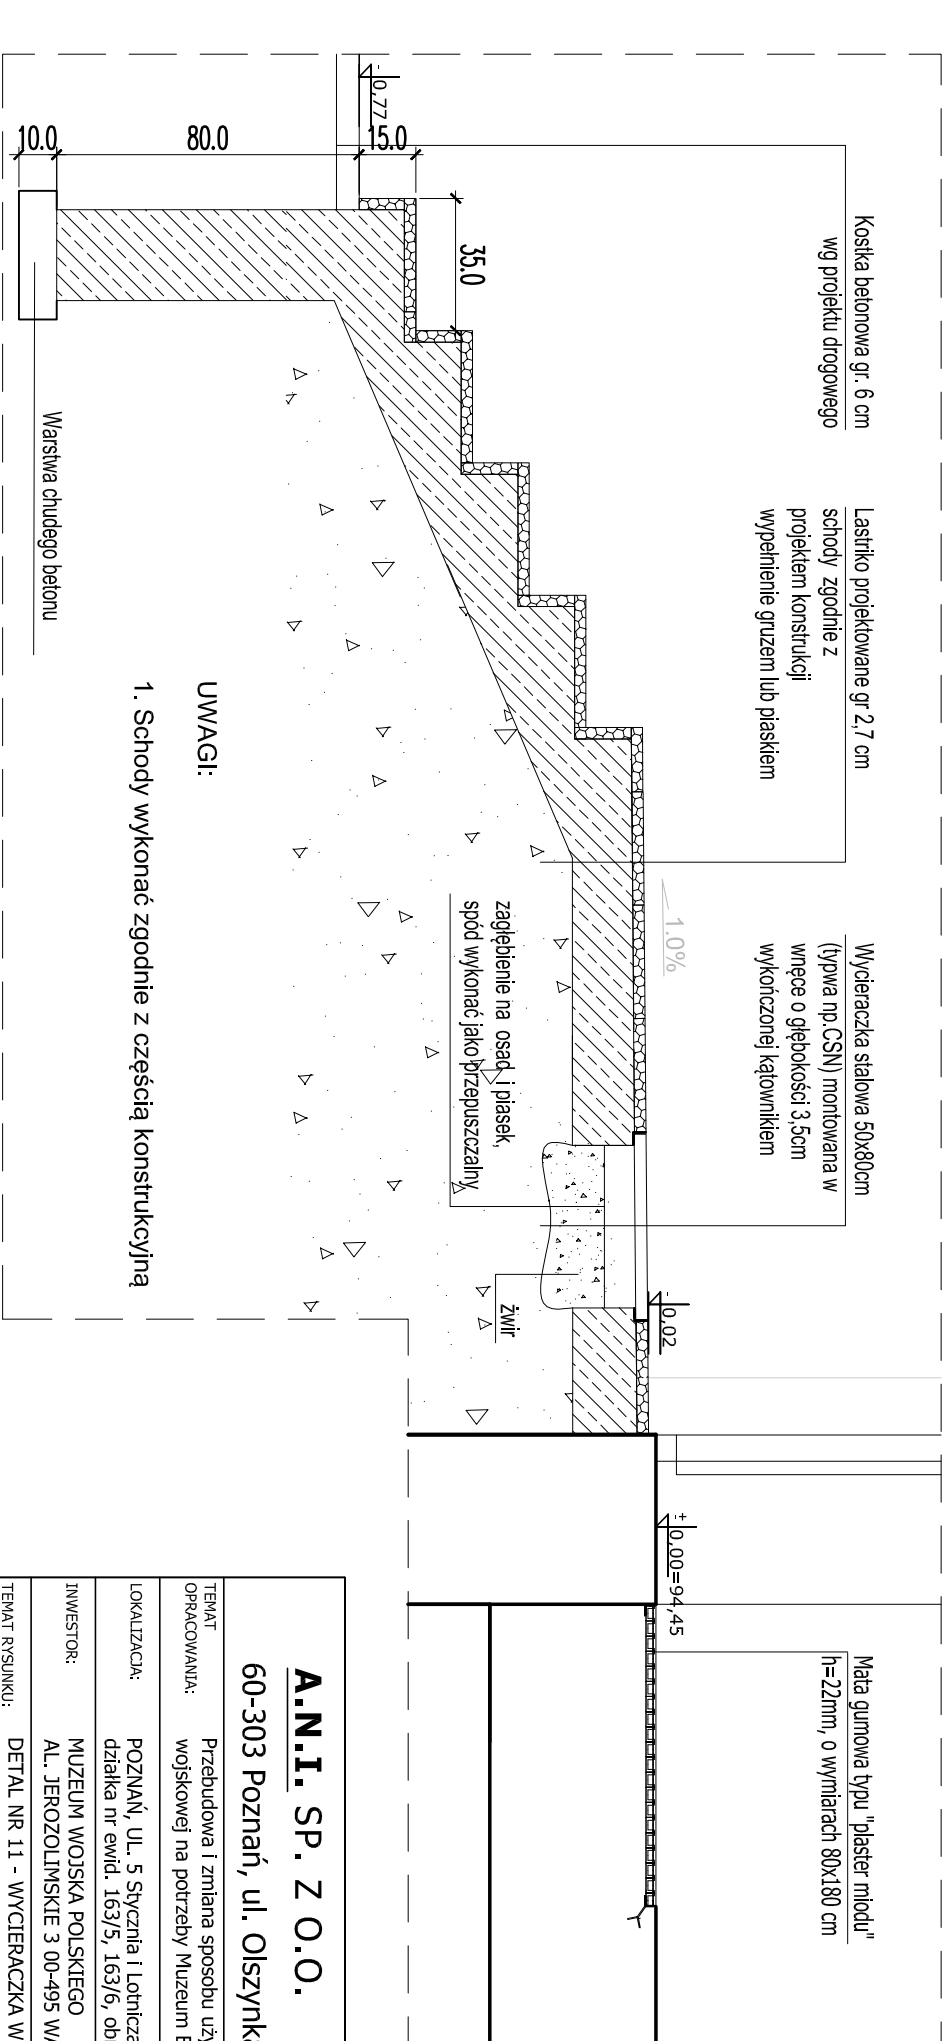 Kostka betonowa gr. 6 cm
wg projektu drogowego
Lastriko projektowane gr 2,7 cm
schody zgodnie z
projektem konstrukcji
wypełnienie gruzem lub piaskiem
Wycieraczka stalowa 50x80cm
(typwa np.CSN) montowana w
wnęce o głębokości 3,5cm
wykończonej kątownikiem
Mata gumowa typu "plaster miodu"
h=22mm, o wymiarach 80x180 cm
1.0%
- 0,02
± 0,00=94,45
- 0,77
35.0
15.0
80.0
10.0
zagłębienie na osad i piasek,
spód wykonać jako przepuszczalny
żwir
Warstwa chudego betonu
UWAGI:
1. Schody wykonać zgodnie z częścią konstrukcyjną
A.N.I. SP. Z O.O.
60-303 Poznań, ul. Olszynka
TEMAT
OPRACOWANIA:
Przebudowa i zmiana sposobu uży
wojskowej na potrzeby Muzeum B
LOKALIZACJA:
POZNAŃ, UL. 5 Stycznia i Lotnicza
działka nr ewid. 163/5, 163/6, ob
INWESTOR:
MUZEUM WOJSKA POLSKIEGO
AL. JEROZOLIMSKIE 3 00-495 WA
TEMAT RYSUNKU:
DETAL NR 11 - WYCIERACZKA W